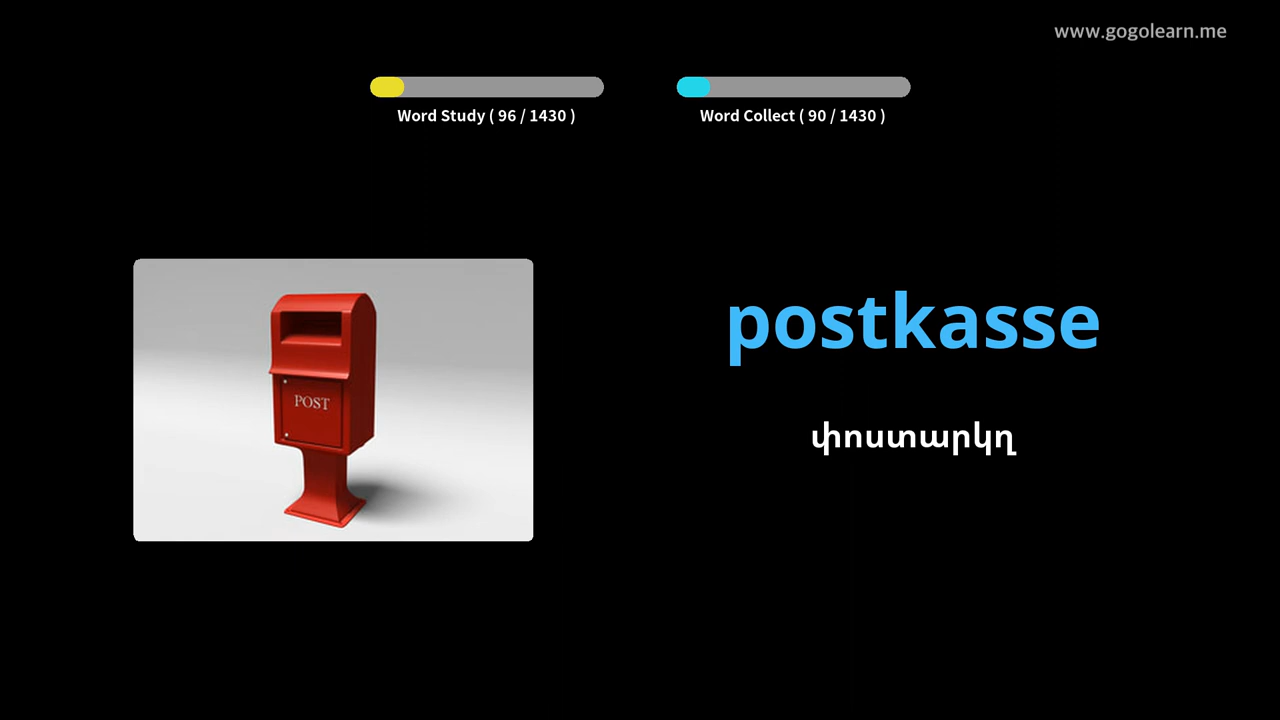 www.gogolearn.me
Word Study ( 96 / 1430 )
Word Collect ( 90 / 1430 )
POST
postkasse
փոստարկղ